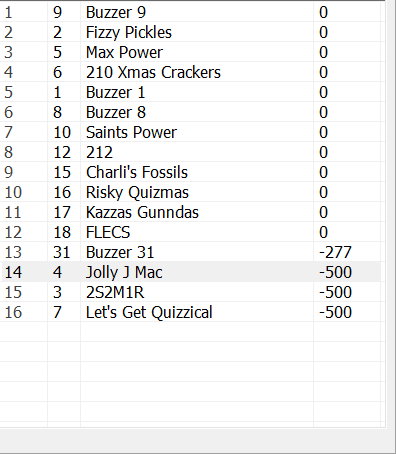 1 9 Buzzer 9 0
2 2 Fizzy Pickles 0
3 5 Max Power 0
4 6 210 Xmas Crackers 0
5 1 Buzzer 1 0
6 8 Buzzer 8 0
7 10 Saints Power 0
8 12 212 0
9 15 Charli's Fossils 0
10 16 Risky Quizmas 0
11 17 Kazzas Gunndas 0
12 18 FLECS 0
13 31 Buzzer 31 -277
14 4 Jolly J Mac -500
15 3 2S2M1R -500
16 7 Let's Get Quizzical -500